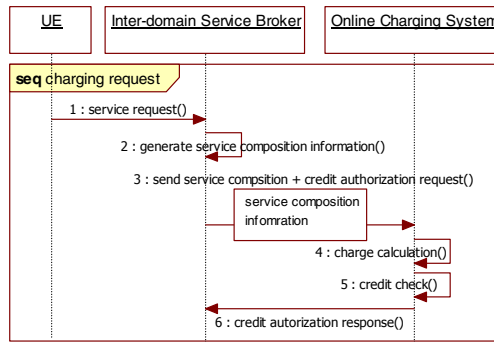 UE
Inter-domain Service Broker
Online Charging System
seq charging request
1 : service request()
2 : generate service composition information()
3 : send service compsition + credit authorization request()
service composition
infomration
4 : charge calculation()
5 : credit check()
6 : credit autorization response()